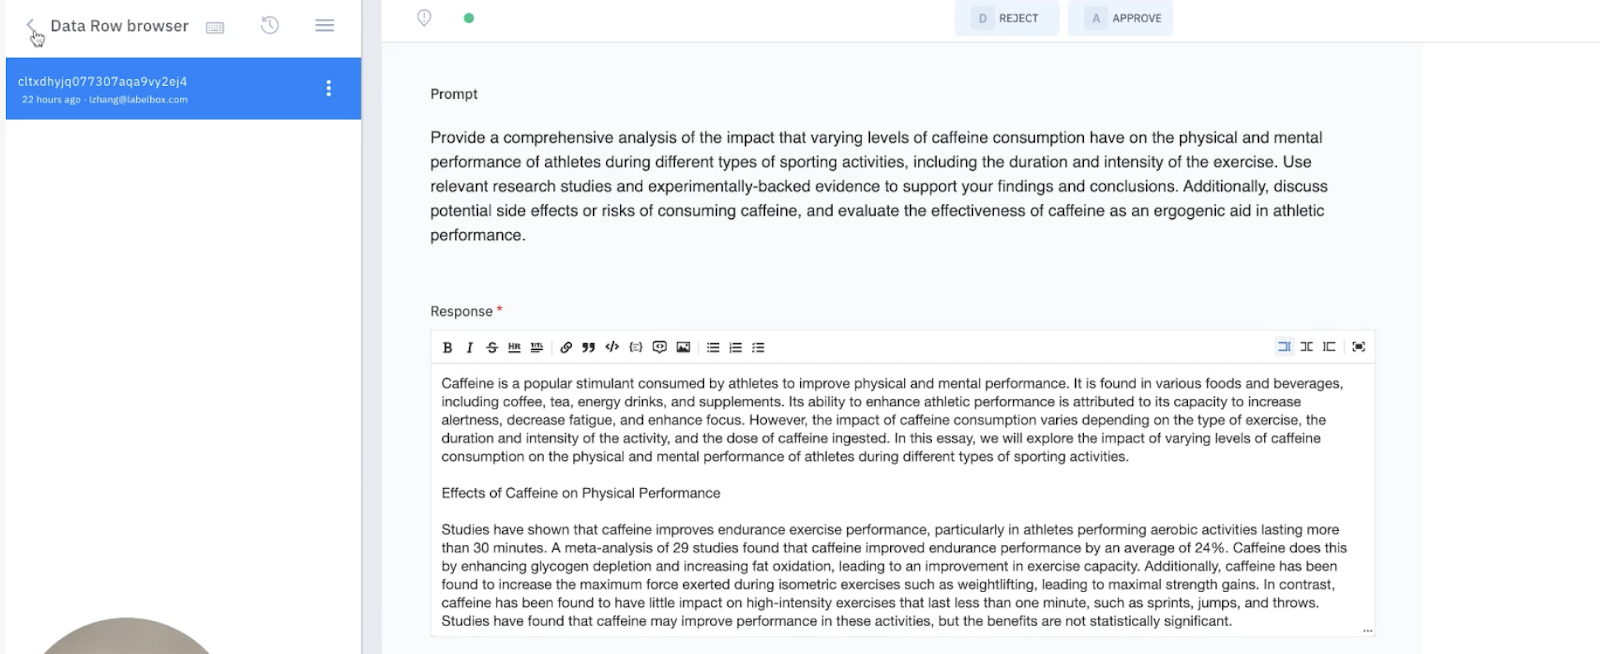 Data Row browser
D REJECT
A APPROVE
cltxdhyjq077307aqa9vy2ej4
22 hours ago - lzhang@labelbox.com
Prompt
Provide a comprehensive analysis of the impact that varying levels of caffeine consumption have on the physical and mental
performance of athletes during different types of sporting activities, including the duration and intensity of the exercise. Use
relevant research studies and experimentally-backed evidence to support your findings and conclusions. Additionally, discuss
potential side effects or risks of consuming caffeine, and evaluate the effectiveness of caffeine as an ergogenic aid in athletic
performance.
Response *
B I S HR
Caffeine is a popular stimulant consumed by athletes to improve physical and mental performance. It is found in various foods and beverages,
including coffee, tea, energy drinks, and supplements. Its ability to enhance athletic performance is attributed to its capacity to increase
alertness, decrease fatigue, and enhance focus. However, the impact of caffeine consumption varies depending on the type of exercise, the
duration and intensity of the activity, and the dose of caffeine ingested. In this essay, we will explore the impact of varying levels of caffeine
consumption on the physical and mental performance of athletes during different types of sporting activities.
Effects of Caffeine on Physical Performance
Studies have shown that caffeine improves endurance exercise performance, particularly in athletes performing aerobic activities lasting more
than 30 minutes. A meta-analysis of 29 studies found that caffeine improved endurance performance by an average of 24%. Caffeine does this
by enhancing glycogen depletion and increasing fat oxidation, leading to an improvement in exercise capacity. Additionally, caffeine has been
found to increase the maximum force exerted during isometric exercises such as weightlifting, leading to maximal strength gains. In contrast,
caffeine has been found to have little impact on high-intensity exercises that last less than one minute, such as sprints, jumps, and throws.
Studies have found that caffeine may improve performance in these activities, but the benefits are not statistically significant.